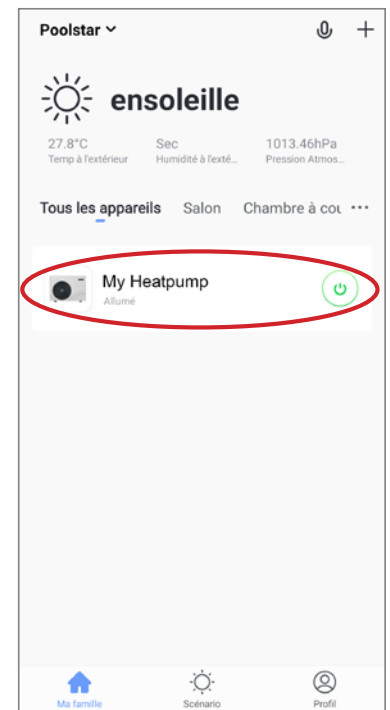 Poolstar
ensoleille
27.8°C Sec 1013.46hPa
Temp à l'extérieur Humidité à l'exté... Pression Atmos...
Tous les appareils Salon Chambre à cou ...
My Heatpump
Allumé
Ma famille Scénario Profil